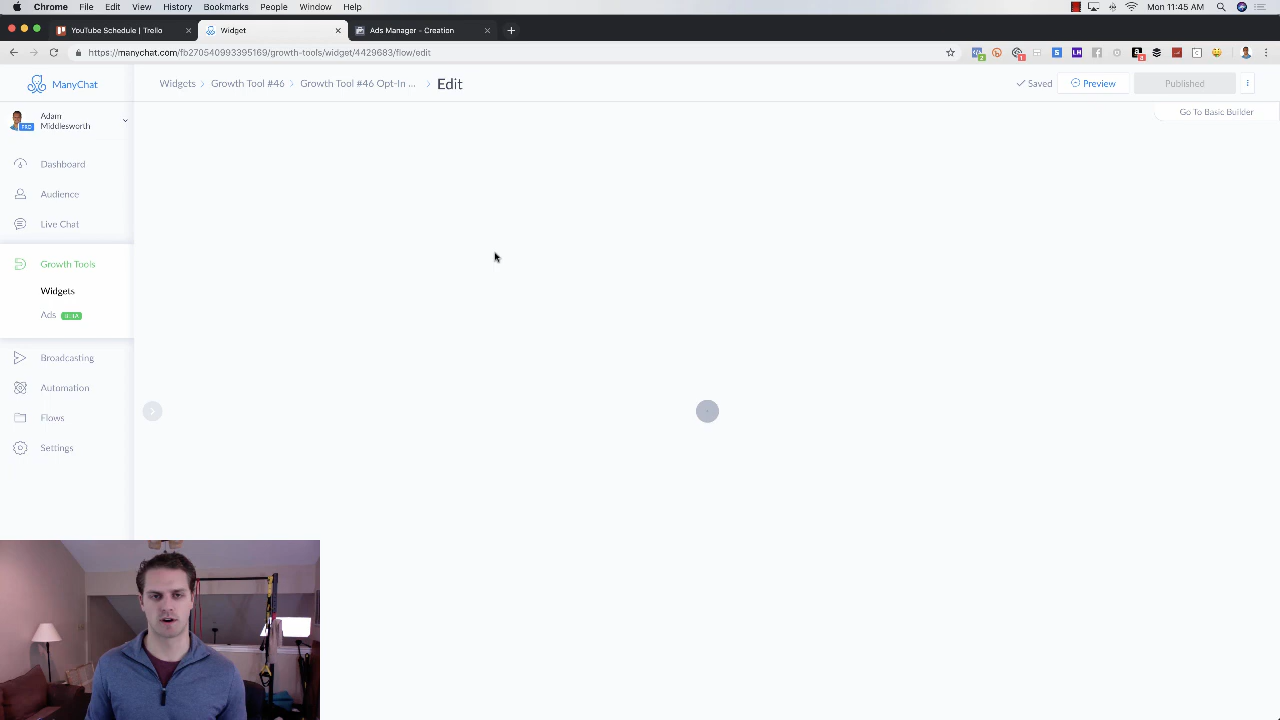 Chrome File Edit View History Bookmarks People Window Help Mon 11:45 AM
YouTube Schedule | Trello Widget Ads Manager - Creation
https://manychat.com/fb270540993395169/growth-tools/widget/4429683/flow/edit
ManyChat Widgets Growth Tool #46 Growth Tool #46 Opt-In ... Edit Saved Preview Published
Go To Basic Builder
Adam
Middlesworth
PRO
Dashboard
Audience
Live Chat
Growth Tools
Widgets
Ads BETA
Broadcasting
Automation
Flows
Settings